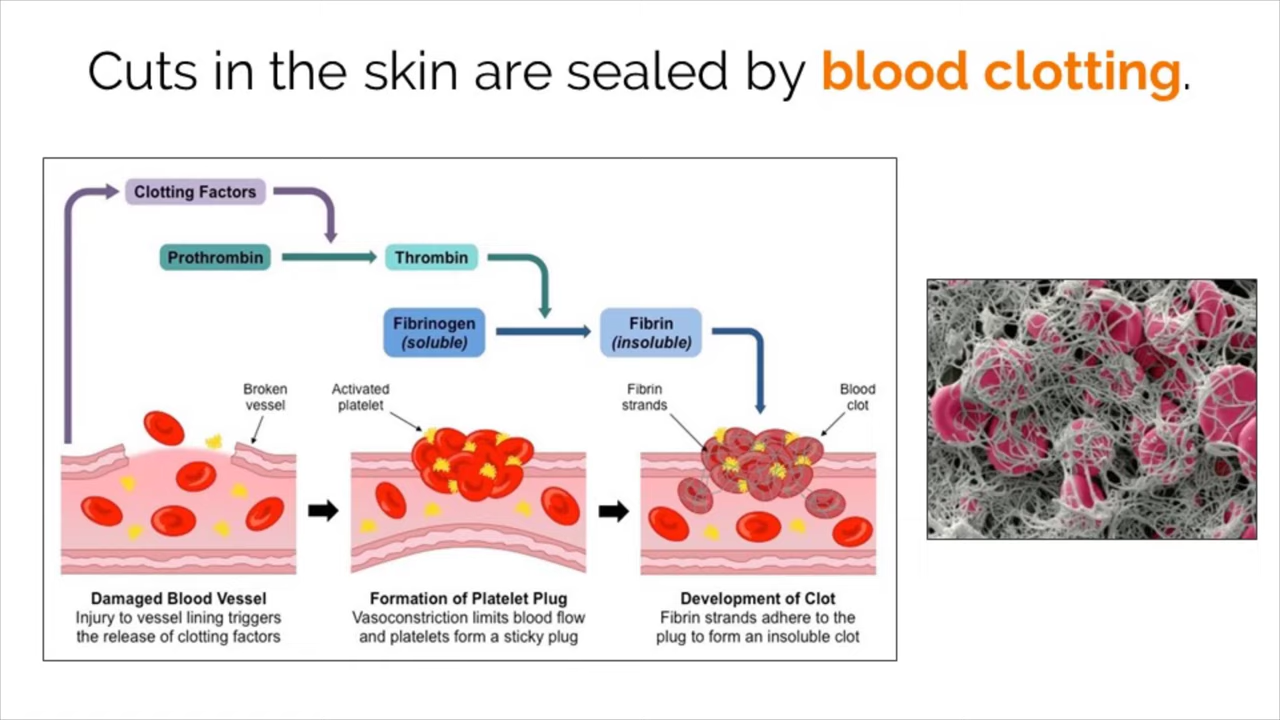 Cuts in the skin are sealed by blood clotting.
Clotting Factors
Prothrombin
Thrombin
Fibrinogen
(soluble)
Fibrin
(insoluble)
Broken
vessel
Activated
platelet
Fibrin
strands
Blood
clot
Damaged Blood Vessel
Injury to vessel lining triggers
the release of clotting factors
Formation of Platelet Plug
Vasoconstriction limits blood flow
and platelets form a sticky plug
Development of Clot
Fibrin strands adhere to the
plug to form an insoluble clot